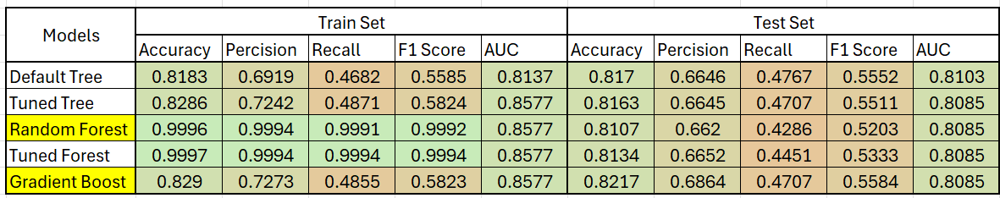 Models Train Set Test Set
Accuracy Percision Recall F1 Score AUC Accuracy Percision Recall F1 Score AUC
Default Tree 0.8183 0.6919 0.4682 0.5585 0.8137 0.817 0.6646 0.4767 0.5552 0.8103
Tuned Tree 0.8286 0.7242 0.4871 0.5824 0.8577 0.8163 0.6645 0.4707 0.5511 0.8085
Random Forest 0.9996 0.9994 0.9991 0.9992 0.8577 0.8107 0.662 0.4286 0.5203 0.8085
Tuned Forest 0.9997 0.9994 0.9994 0.9994 0.8577 0.8134 0.6652 0.4451 0.5333 0.8085
Gradient Boost 0.829 0.7273 0.4855 0.5823 0.8577 0.8217 0.6864 0.4707 0.5584 0.8085